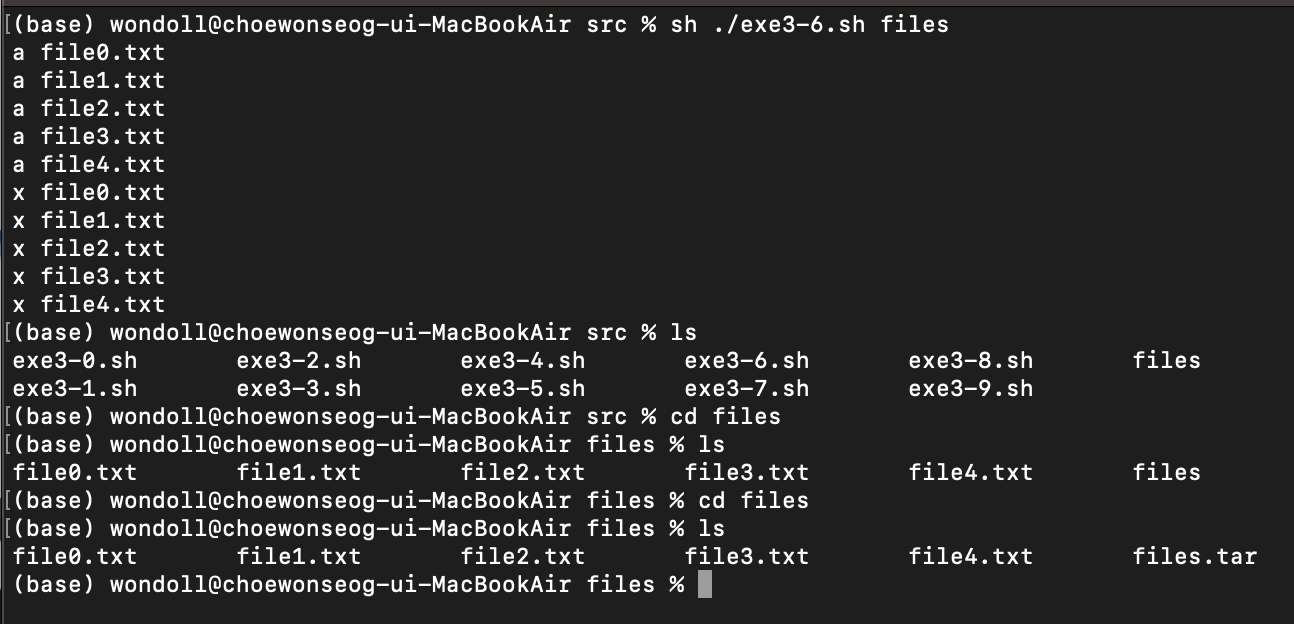 [(base) wondoll@choewonseog-ui-MacBookAir src % sh ./exe3-6.sh files
a file0.txt
a file1.txt
a file2.txt
a file3.txt
a file4.txt
x file0.txt
x file1.txt
x file2.txt
x file3.txt
x file4.txt
[(base) wondoll@choewonseog-ui-MacBookAir src % ls
exe3-0.sh exe3-2.sh exe3-4.sh exe3-6.sh exe3-8.sh files
exe3-1.sh exe3-3.sh exe3-5.sh exe3-7.sh exe3-9.sh
[(base) wondoll@choewonseog-ui-MacBookAir src % cd files
[(base) wondoll@choewonseog-ui-MacBookAir files % ls
file0.txt file1.txt file2.txt file3.txt file4.txt files
[(base) wondoll@choewonseog-ui-MacBookAir files % cd files
[(base) wondoll@choewonseog-ui-MacBookAir files % ls
file0.txt file1.txt file2.txt file3.txt file4.txt files.tar
(base) wondoll@choewonseog-ui-MacBookAir files %